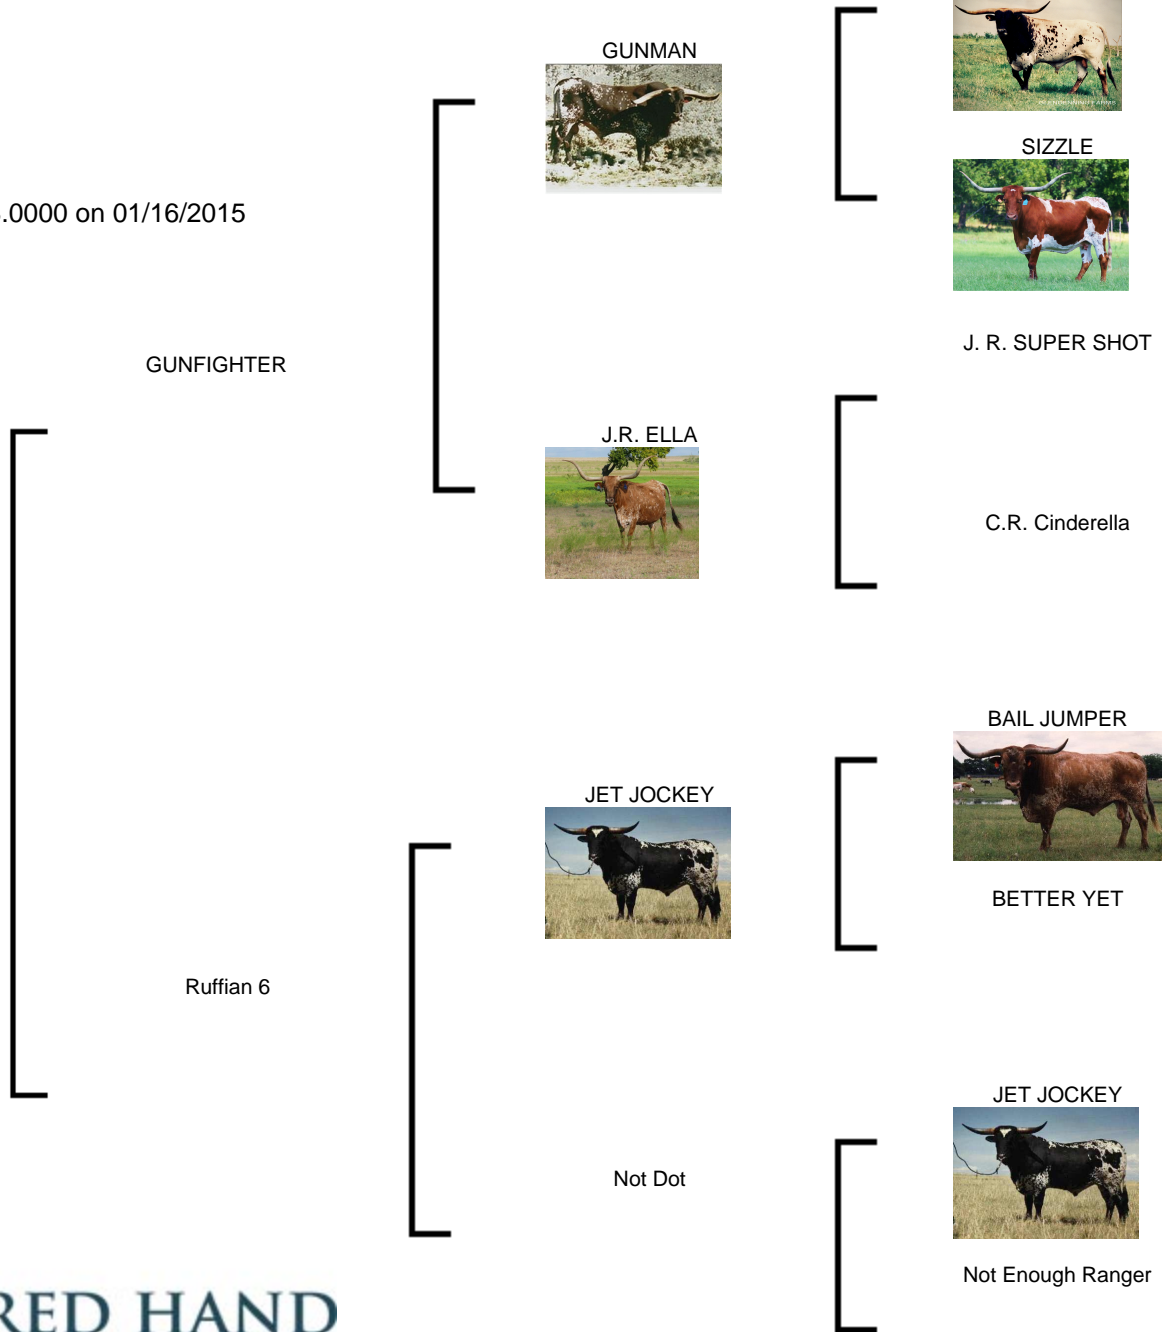 GUNMAN
SIZZLE
.0000 on 01/16/2015
J. R. SUPER SHOT
GUNFIGHTER
J.R. ELLA
C.R. Cinderella
BAIL JUMPER
JET JOCKEY
BETTER YET
Ruffian 6
JET JOCKEY
Not Dot
Not Enough Ranger
RED HAND